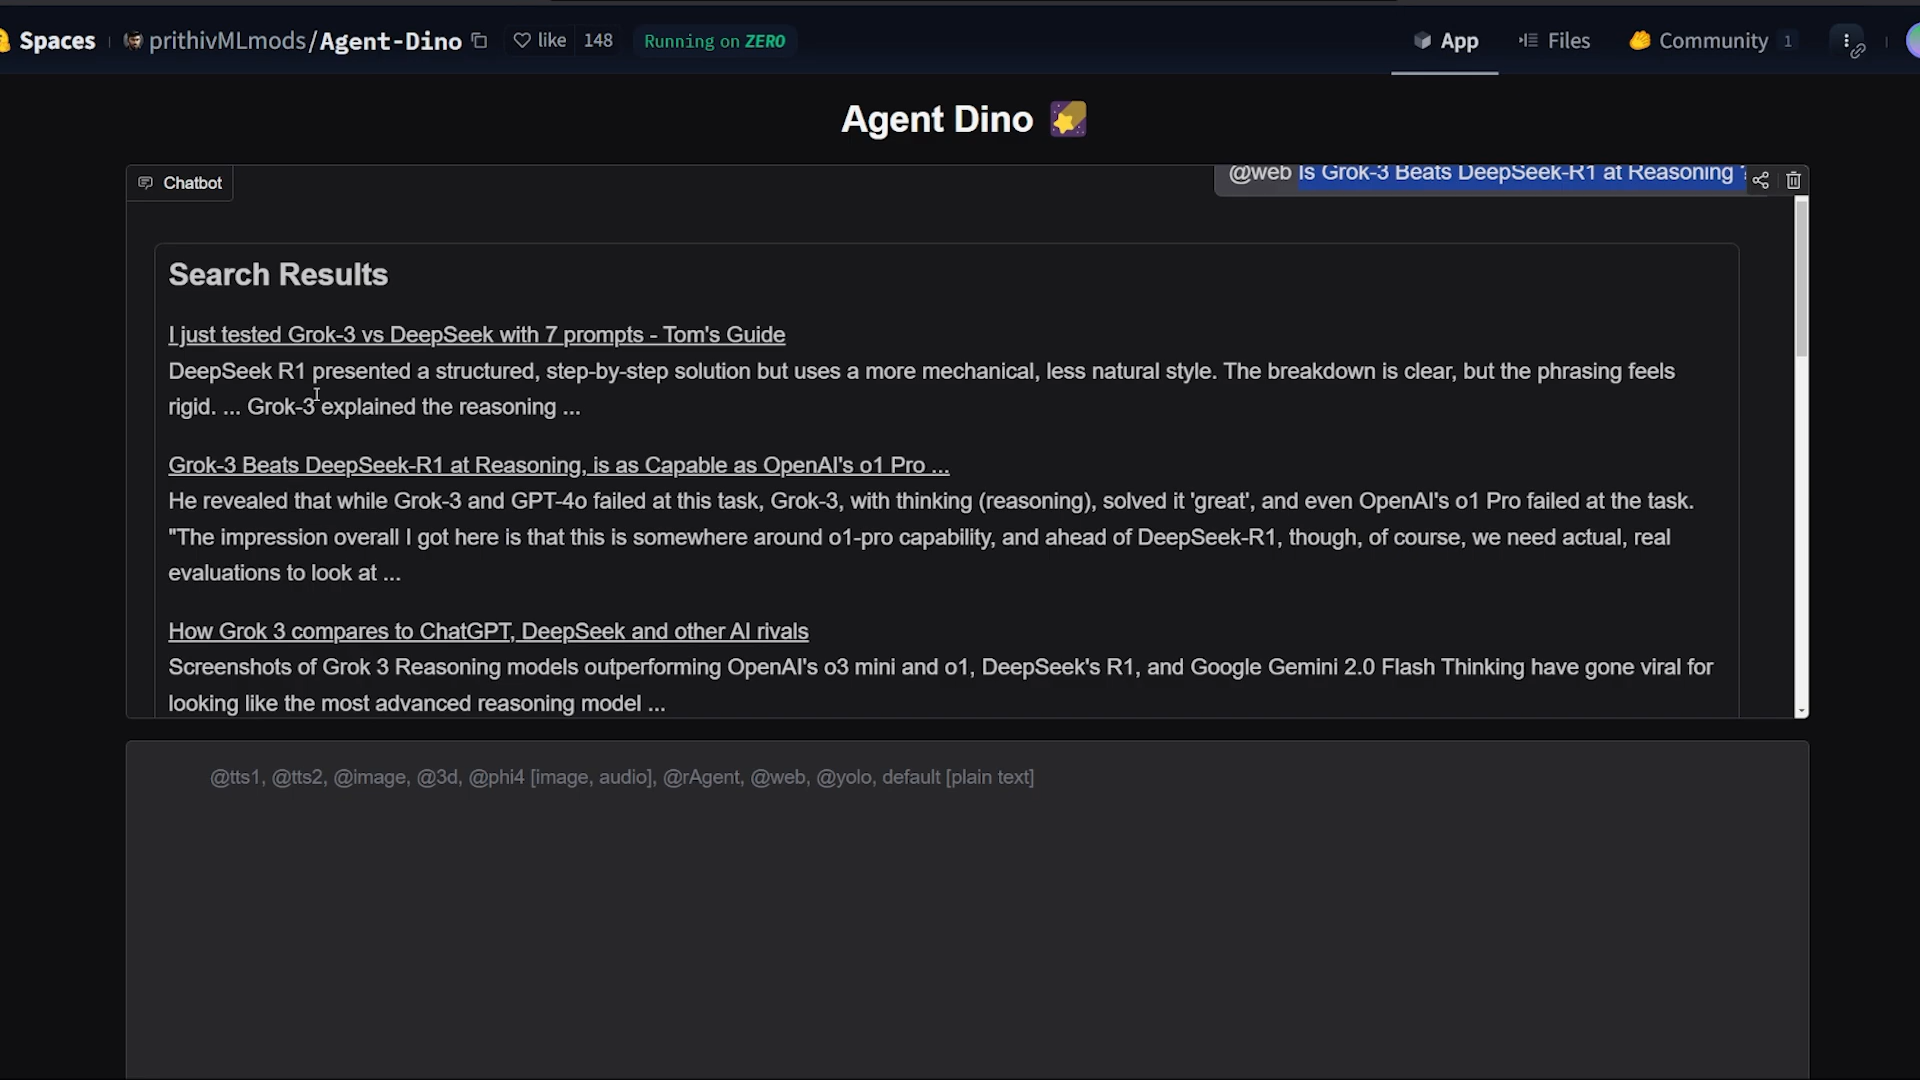 Spaces prithivMLmods/Agent-Dino like 148 Running on ZERO App Files Community 1
Agent Dino
Chatbot
@web Is Grok-3 Beats DeepSeek-R1 at Reasoning ?
Search Results
I just tested Grok-3 vs DeepSeek with 7 prompts - Tom's Guide
DeepSeek R1 presented a structured, step-by-step solution but uses a more mechanical, less natural style. The breakdown is clear, but the phrasing feels
rigid. ... Grok-3 explained the reasoning ...
Grok-3 Beats DeepSeek-R1 at Reasoning, is as Capable as OpenAI's o1 Pro ...
He revealed that while Grok-3 and GPT-4o failed at this task, Grok-3, with thinking (reasoning), solved it 'great', and even OpenAI's o1 Pro failed at the task.
"The impression overall I got here is that this is somewhere around o1-pro capability, and ahead of DeepSeek-R1, though, of course, we need actual, real
evaluations to look at ...
How Grok 3 compares to ChatGPT, DeepSeek and other AI rivals
Screenshots of Grok 3 Reasoning models outperforming OpenAI's o3 mini and o1, DeepSeek's R1, and Google Gemini 2.0 Flash Thinking have gone viral for
looking like the most advanced reasoning model ...
@tts1, @tts2, @image, @3d, @phi4 [image, audio], @rAgent, @web, @yolo, default [plain text]